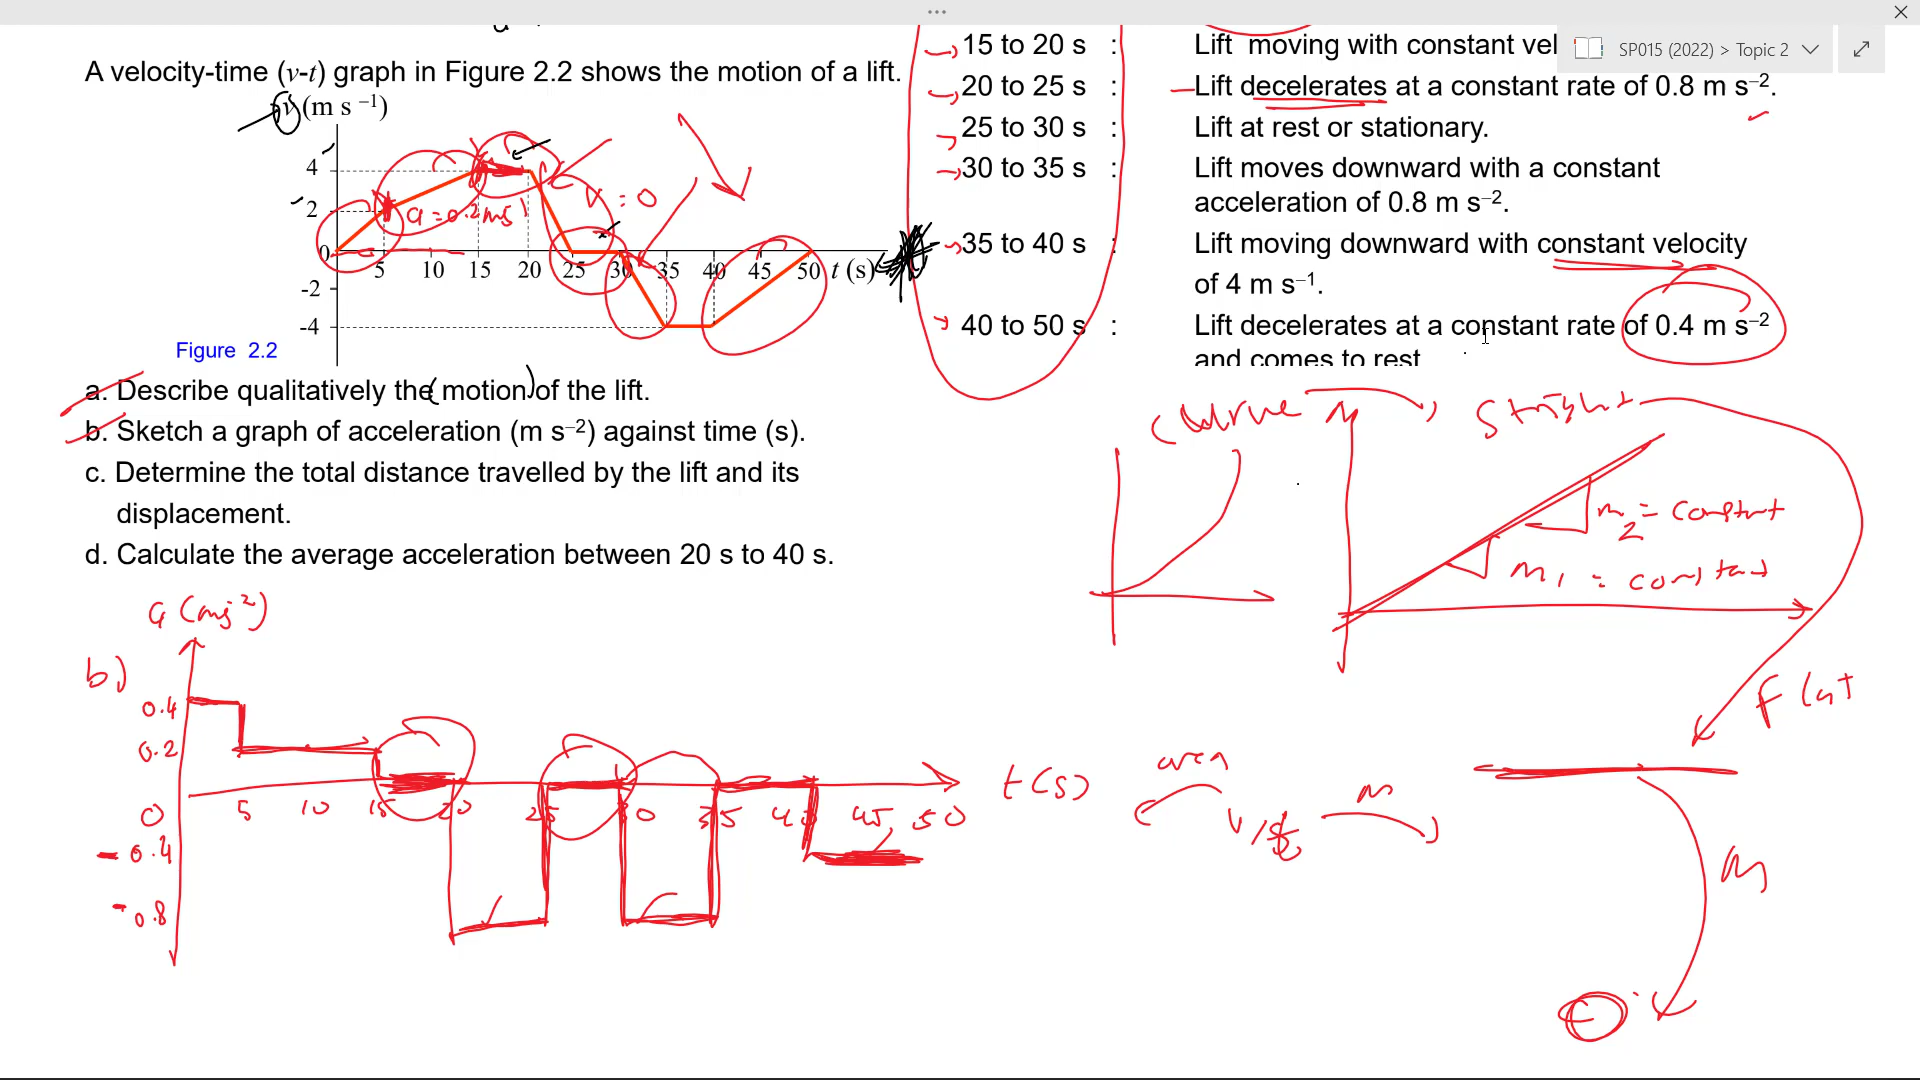 SP015 (2022) > Topic 2
A velocity-time (v-t) graph in Figure 2.2 shows the motion of a lift.
(m s ⁻¹)
4
2
0
-2
-4
5 10 15 20 25 30 35 40 45 50 t (s)
a = 0.2 ms
v = 0
Figure 2.2
a. Describe qualitatively the motion of the lift.
b. Sketch a graph of acceleration (m s⁻²) against time (s).
c. Determine the total distance travelled by the lift and its
displacement.
d. Calculate the average acceleration between 20 s to 40 s.
15 to 20 s : Lift moving with constant vel
20 to 25 s : Lift decelerates at a constant rate of 0.8 m s⁻².
25 to 30 s : Lift at rest or stationary.
30 to 35 s : Lift moves downward with a constant
acceleration of 0.8 m s⁻².
35 to 40 s : Lift moving downward with constant velocity
of 4 m s⁻¹.
40 to 50 s : Lift decelerates at a constant rate of 0.4 m s⁻²
and comes to rest
curve
straight
m₂ = constant
m₁ = constant
flat
m
b)
a (ms⁻²)
0.4
0.2
0
-0.4
-0.8
5 10 15 20 25 30 35 40 45 50
t(s)
area
m